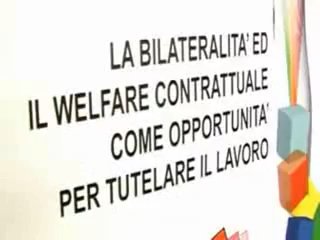 LA BILATERALITA' ED
IL WELFARE CONTRATTUALE
COME OPPORTUNITA'
PER TUTELARE IL LAVORO